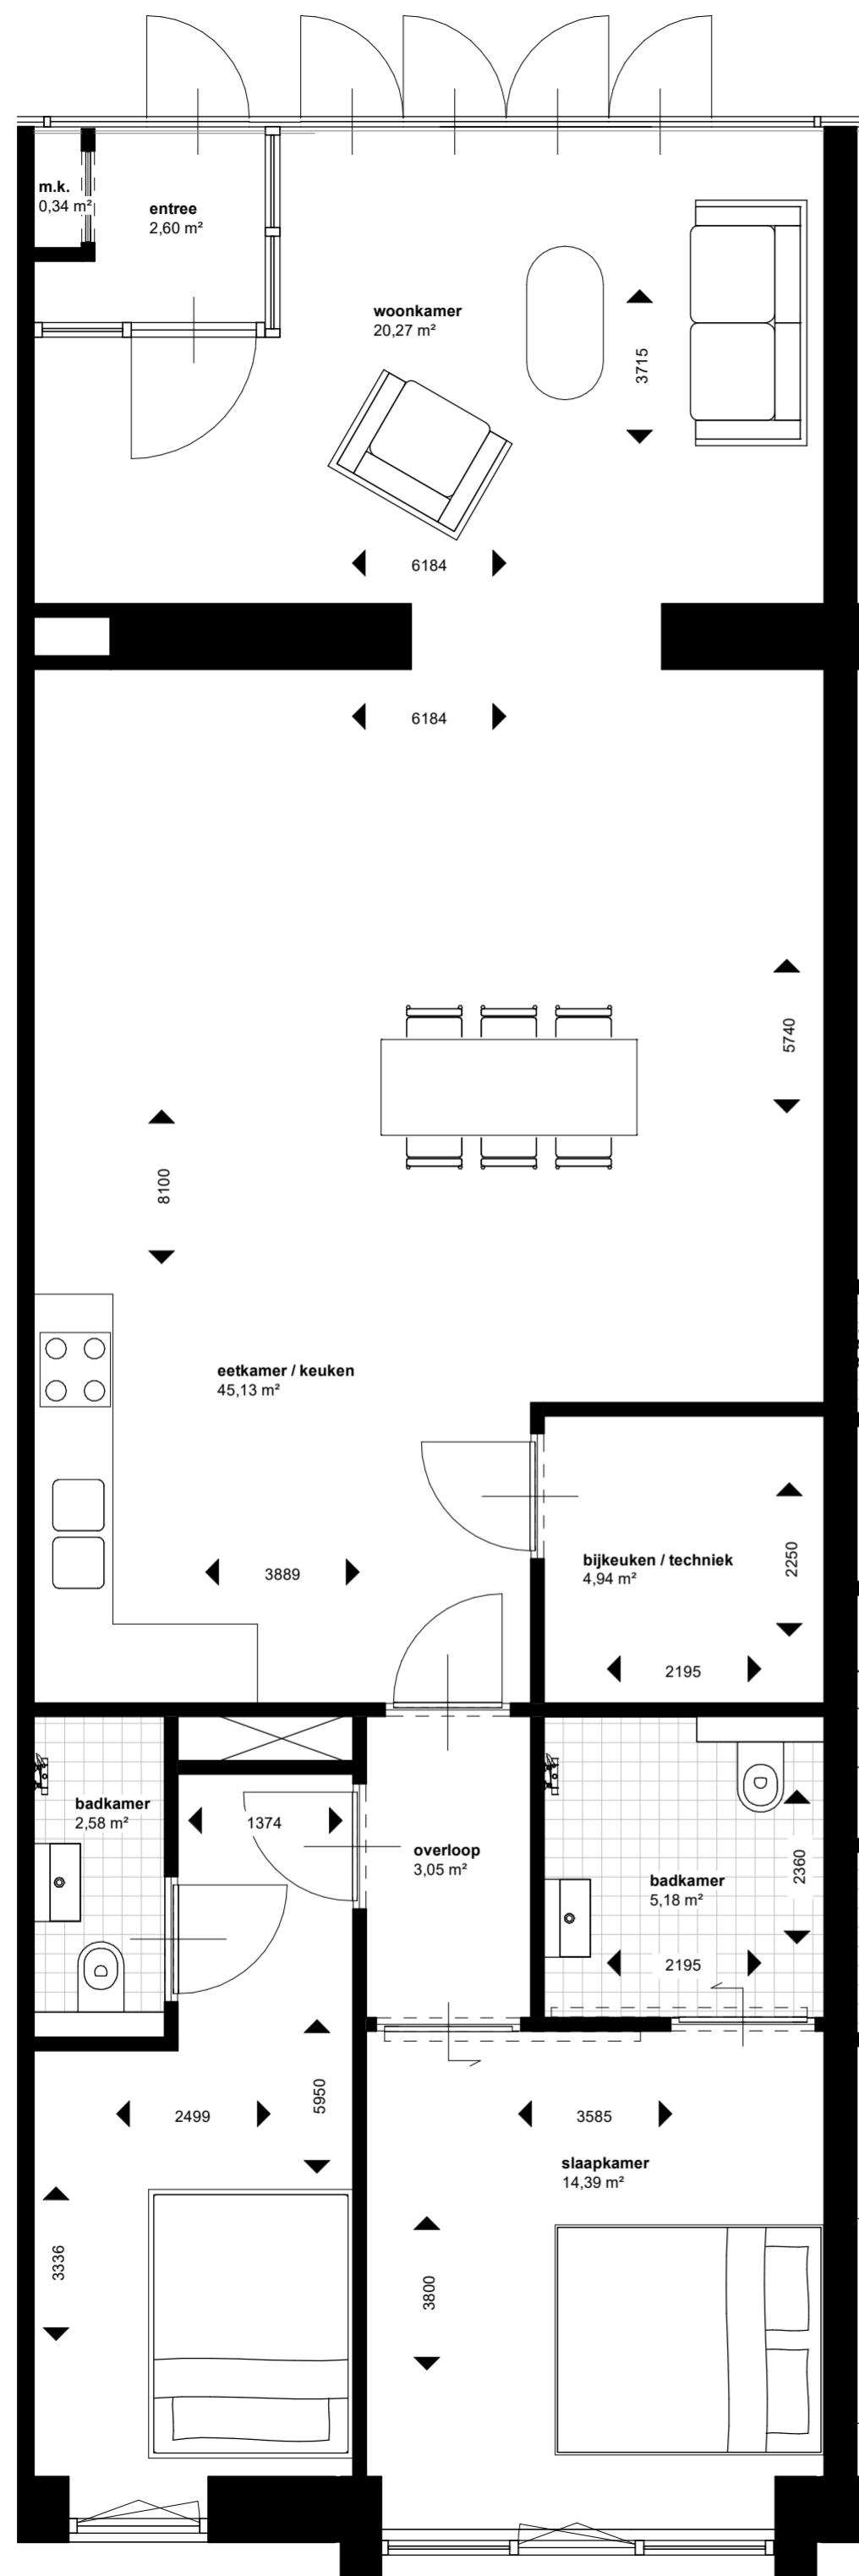 m.k.
0,34 m²
entree
2,60 m²
woonkamer
20,27 m²
3715
6184
6184
5740
8100
eetkamer / keuken
45,13 m²
3889
bijkeuken / techniek
4,94 m²
2250
2195
badkamer
2,58 m²
1374
overloop
3,05 m²
badkamer
5,18 m²
2360
2195
2499
5950
3585
slaapkamer
14,39 m²
3336
3800